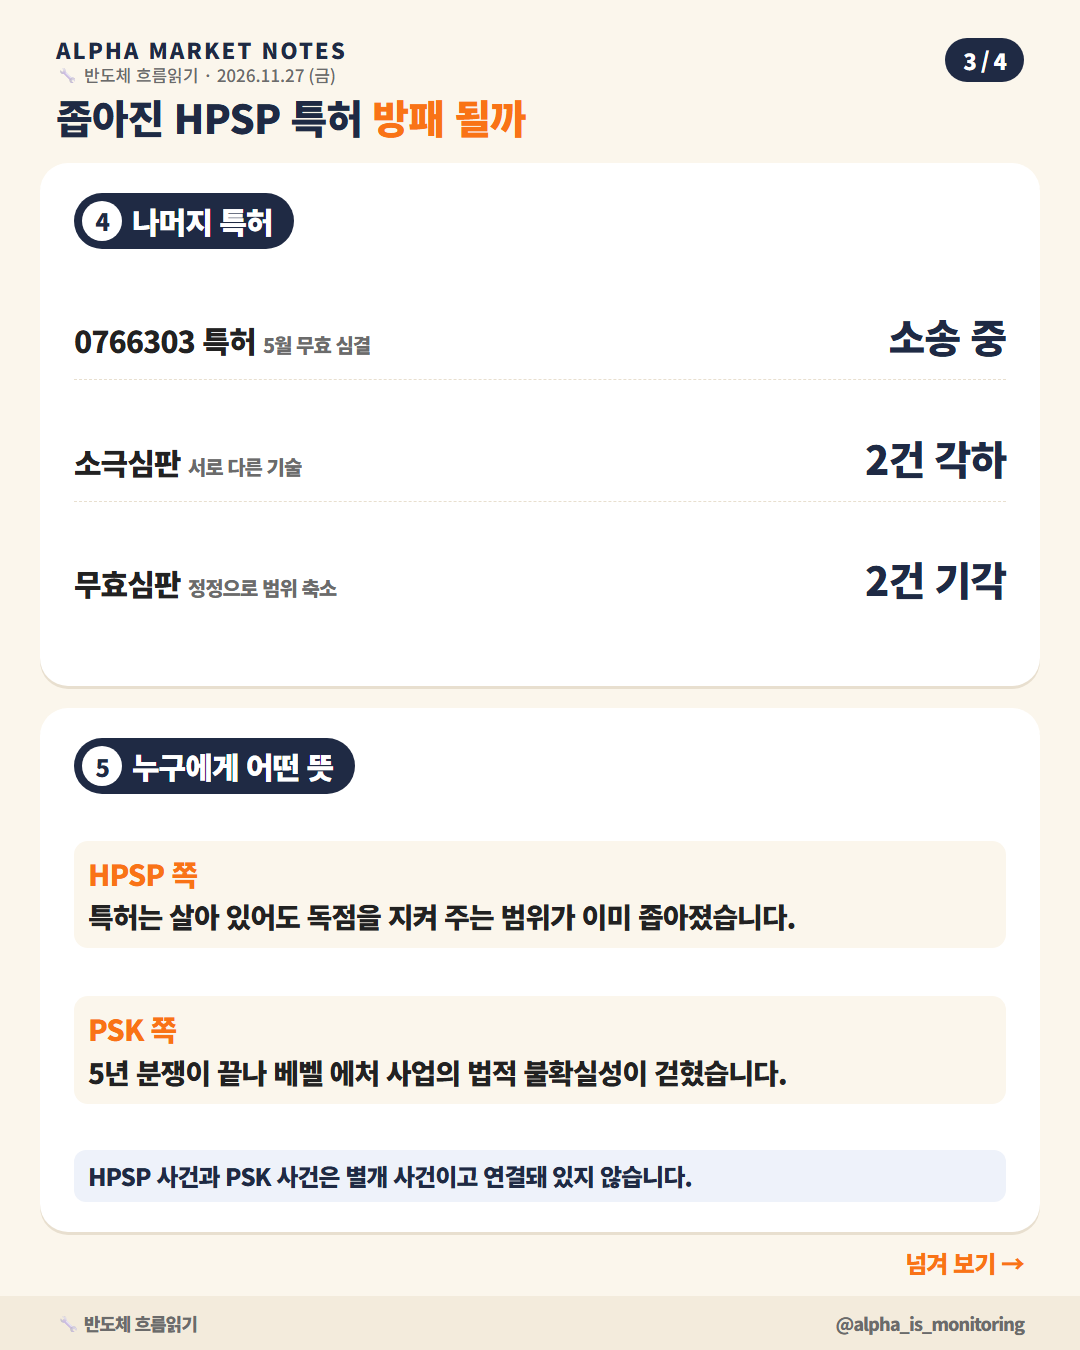 ALPHA MARKET NOTES
반도체 흐름읽기 · 2026.11.27 (금)
3 / 4
좁아진 HPSP 특허 방패 될까
4 나머지 특허
0766303 특허 5월 무효 심결 소송 중
소극심판 서로 다른 기술 2건 각하
무효심판 정정으로 범위 축소 2건 기각
5 누구에게 어떤 뜻
HPSP 쪽
특허는 살아 있어도 독점을 지켜 주는 범위가 이미 좁아졌습니다.
PSK 쪽
5년 분쟁이 끝나 베벨 에처 사업의 법적 불확실성이 걷혔습니다.
HPSP 사건과 PSK 사건은 별개 사건이고 연결돼 있지 않습니다.
넘겨 보기 →
반도체 흐름읽기
@alpha_is_monitoring